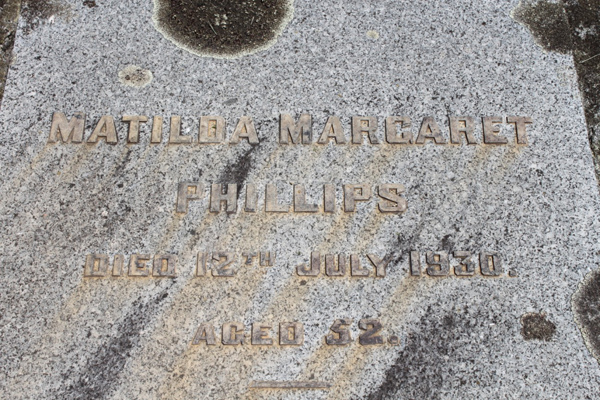 MATILDA MARGARET
PHILLIPS
DIED 12TH JULY 1930.
AGED 52.